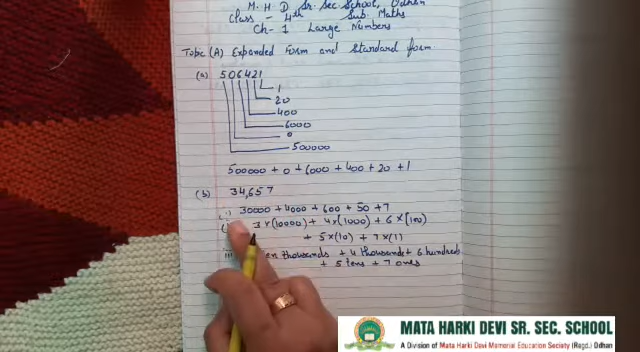 M. H. D Sr. Sec. School, Odhan
Class - 4th Sub. Maths
Ch- 1 Large Numbers
Topic (A) Expanded form and Standard form
(a) 506421
1
20
400
6000
0
500000
500000 + 0 + 6000 + 400 + 20 + 1
(b) 34,657
(i) 30000 + 4000 + 600 + 50 + 7
3 x (10000) + 4 x (1000) + 6 x (100)
+ 5 x (10) + 7 x (1)
thousands + 4 thousands + 6 hundreds
+ 5 tens + 7 ones
MATA HARKI DEVI SR. SEC. SCHOOL
A Division of Mata Harki Devi Memorial Education Society (Regd.) Odhan